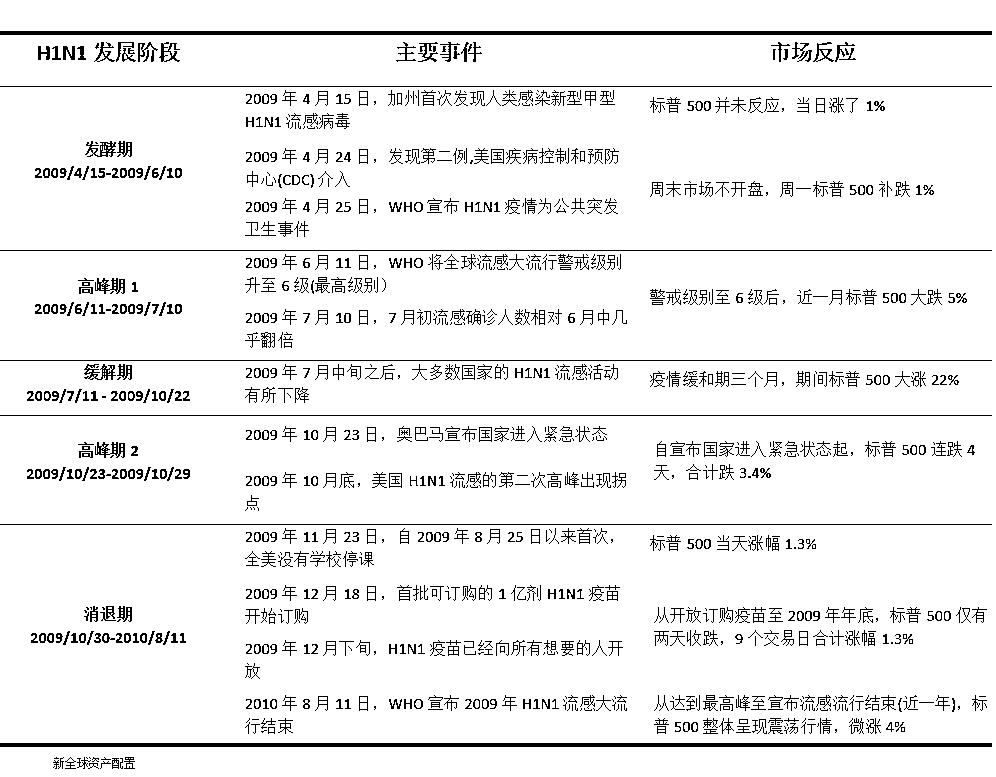 H1N1 发展阶段 主要事件 市场反应
发酵期
2009/4/15-2009/6/10
2009 年 4 月 15 日，加州首次发现人类感染新型甲型
H1N1 流感病毒
标普 500 并未反应，当日涨了 1%
2009 年 4 月 24 日，发现第二例,美国疾病控制和预防
中心(CDC) 介入
2009 年 4 月 25 日，WHO 宣布 H1N1 疫情为公共突发
卫生事件
周末市场不开盘，周一标普 500 补跌 1%
高峰期 1
2009/6/11-2009/7/10
2009 年 6 月 11 日，WHO 将全球流感大流行警戒级别
升至 6 级(最高级别）
2009 年 7 月 10 日，7 月初流感确诊人数相对 6 月中几
乎翻倍
警戒级别至 6 级后，近一月标普 500 大跌 5%
缓解期
2009/7/11 - 2009/10/22
2009 年 7 月中旬之后，大多数国家的 H1N1 流感活动
有所下降
疫情缓和期三个月，期间标普 500 大涨 22%
高峰期 2
2009/10/23-2009/10/29
2009 年 10 月 23 日，奥巴马宣布国家进入紧急状态
2009 年 10 月底，美国 H1N1 流感的第二次高峰出现拐
点
自宣布国家进入紧急状态起，标普 500 连跌 4
天，合计跌 3.4%
消退期
2009/10/30-2010/8/11
2009 年 11 月 23 日，自 2009 年 8 月 25 日以来首次，
全美没有学校停课
标普 500 当天涨幅 1.3%
2009 年 12 月 18 日，首批可订购的 1 亿剂 H1N1 疫苗
开始订购
2009 年 12 月下旬，H1N1 疫苗已经向所有想要的人开
放
从开放订购疫苗至 2009 年年底，标普 500 仅有
两天收跌，9 个交易日合计涨幅 1.3%
2010 年 8 月 11 日，WHO 宣布 2009 年 H1N1 流感大流
行结束
从达到最高峰至宣布流感流行结束(近一年)，标
普 500 整体呈现震荡行情，微涨 4%
新全球资产配置